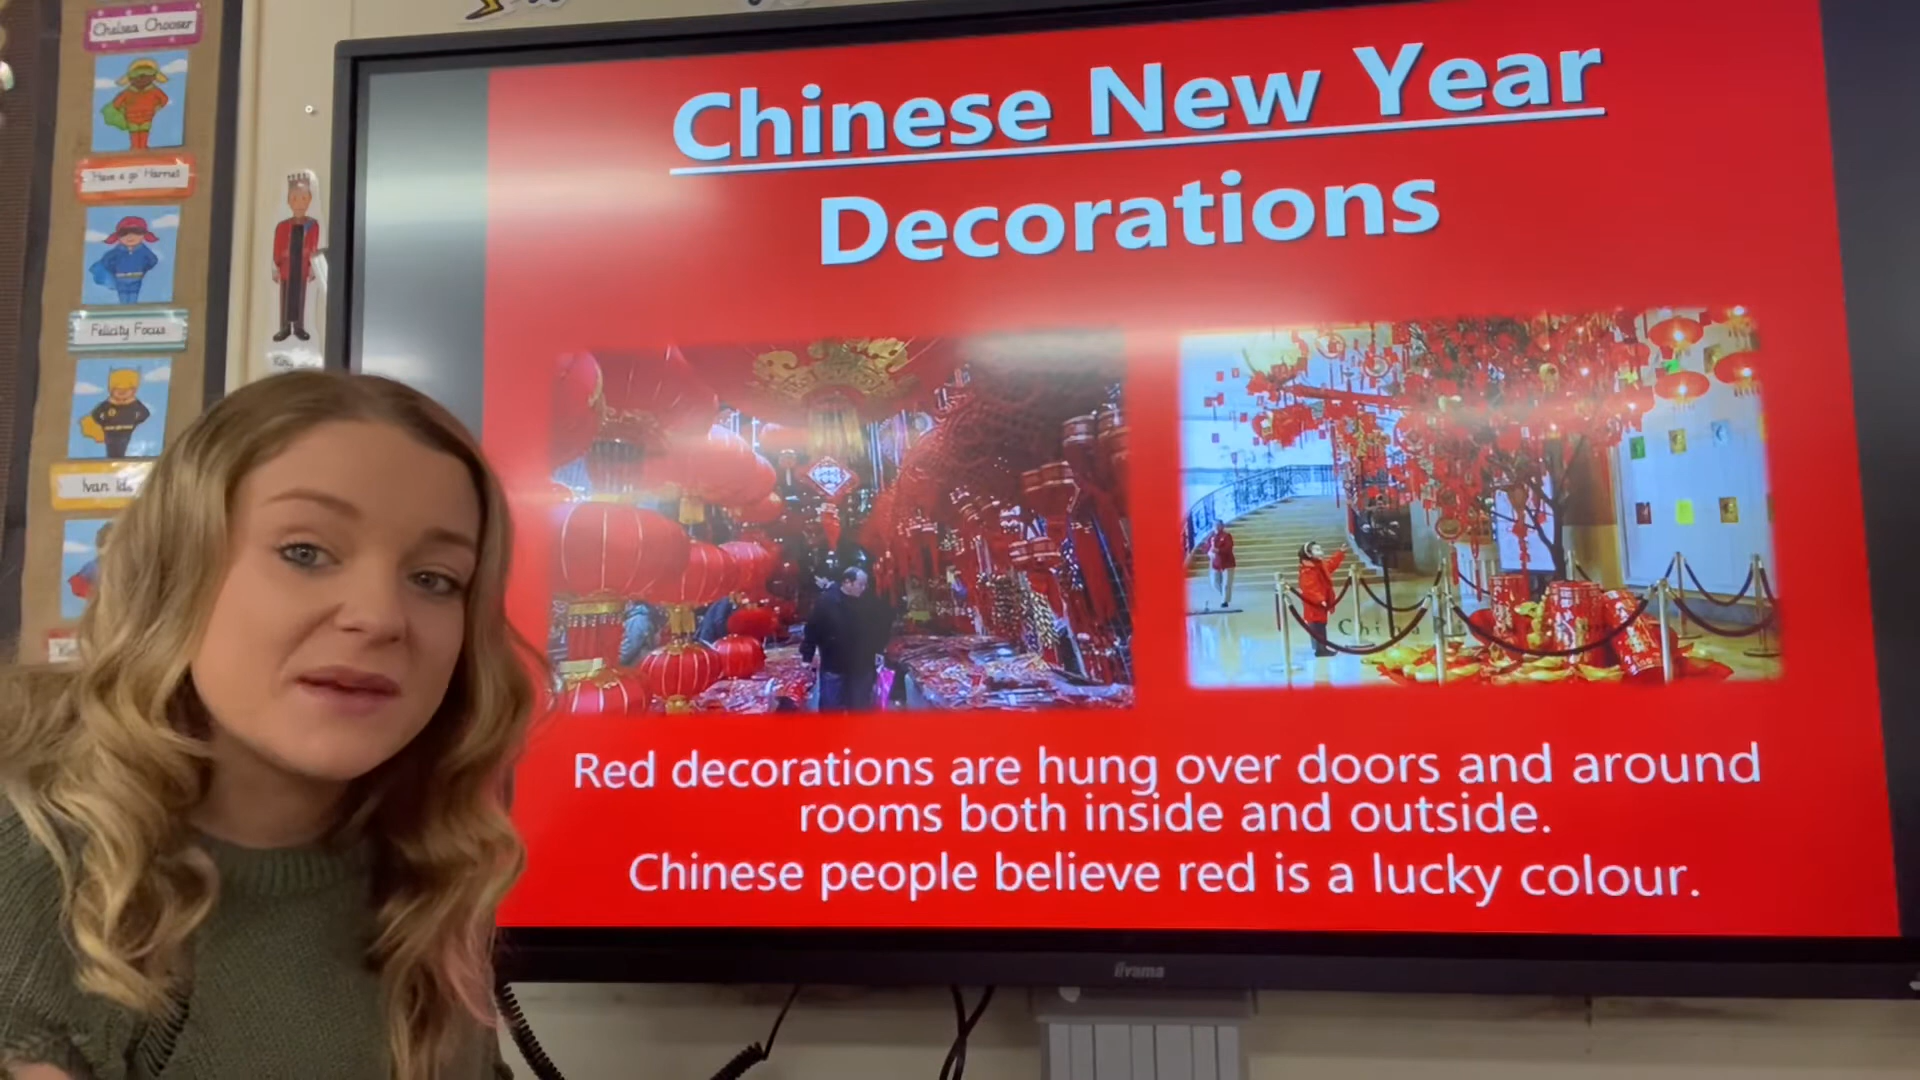 Chelsea Chooser
'Have a go' Harriet
Felicity Focus
Ivan
Chinese New Year
Decorations
Red decorations are hung over doors and around
rooms both inside and outside.
Chinese people believe red is a lucky colour.
iiyama